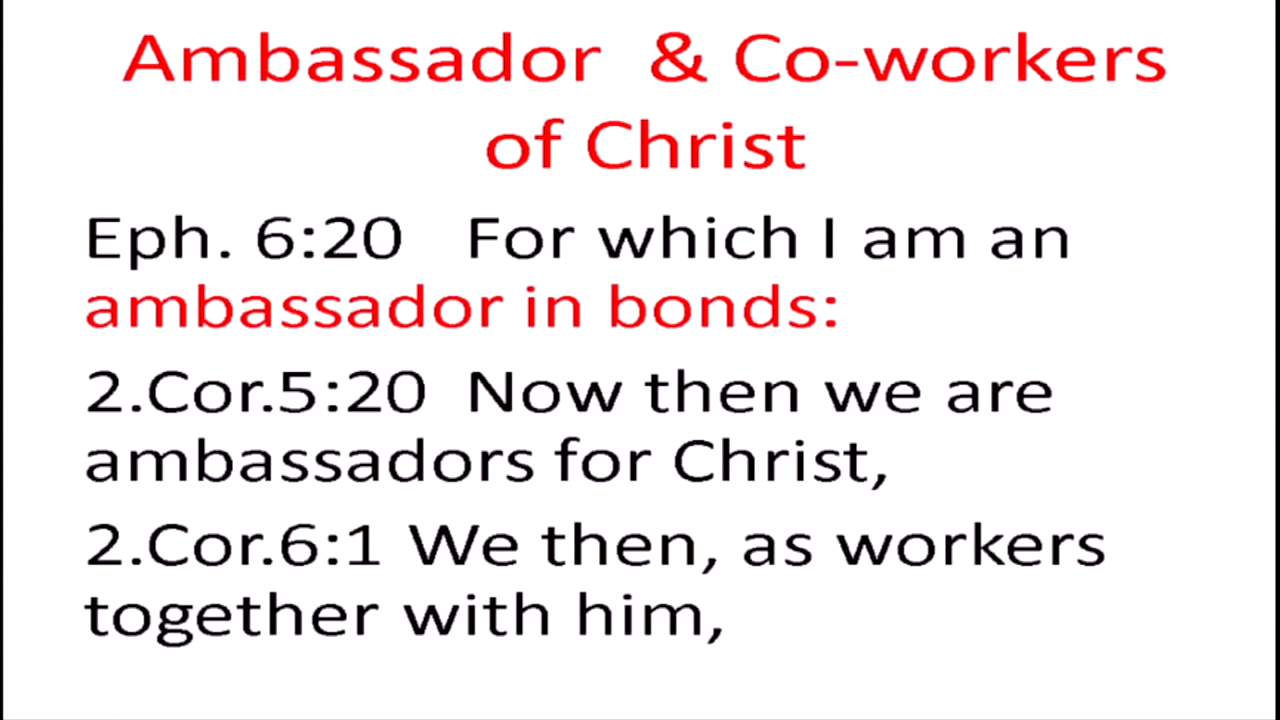 Ambassador & Co-workers
of Christ
Eph. 6:20 For which I am an
ambassador in bonds:
2.Cor.5:20 Now then we are
ambassadors for Christ,
2.Cor.6:1 We then, as workers
together with him,